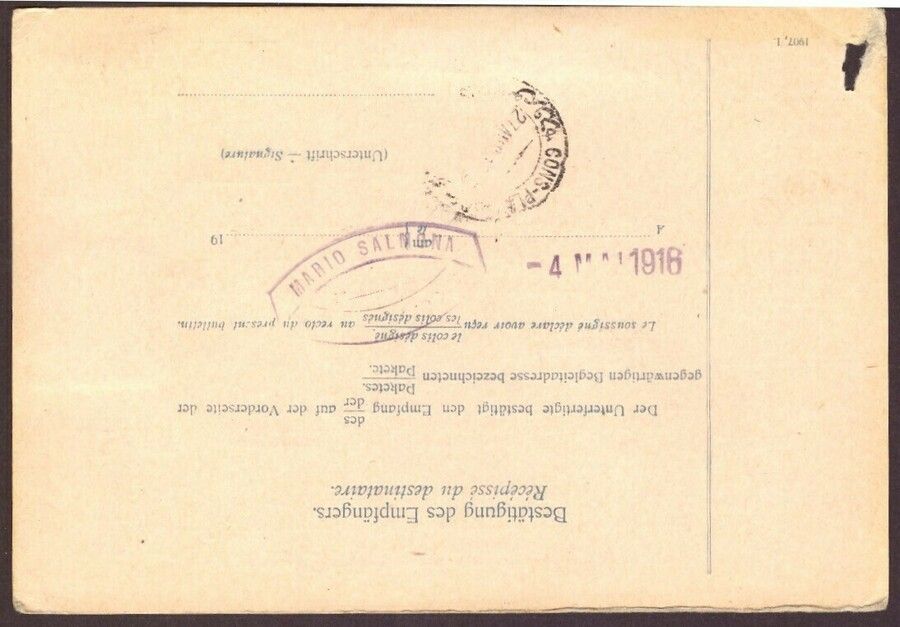 Bestätigung des Empfängers.
Récépissé du destinataire.
Der Unterfertigte bestätigt den Empfang des der auf der Vorderseite der
gegenwärtigen Begleitadresse bezeichneten Paketes. Pakete.
Le soussigné déclare avoir reçu le colis désigné les colis désignés au recto du présent bulletin.
-4 MAI 1916
MARIO SALMONA
A am le 19
(Unterschrift — Signature)
1907, I.